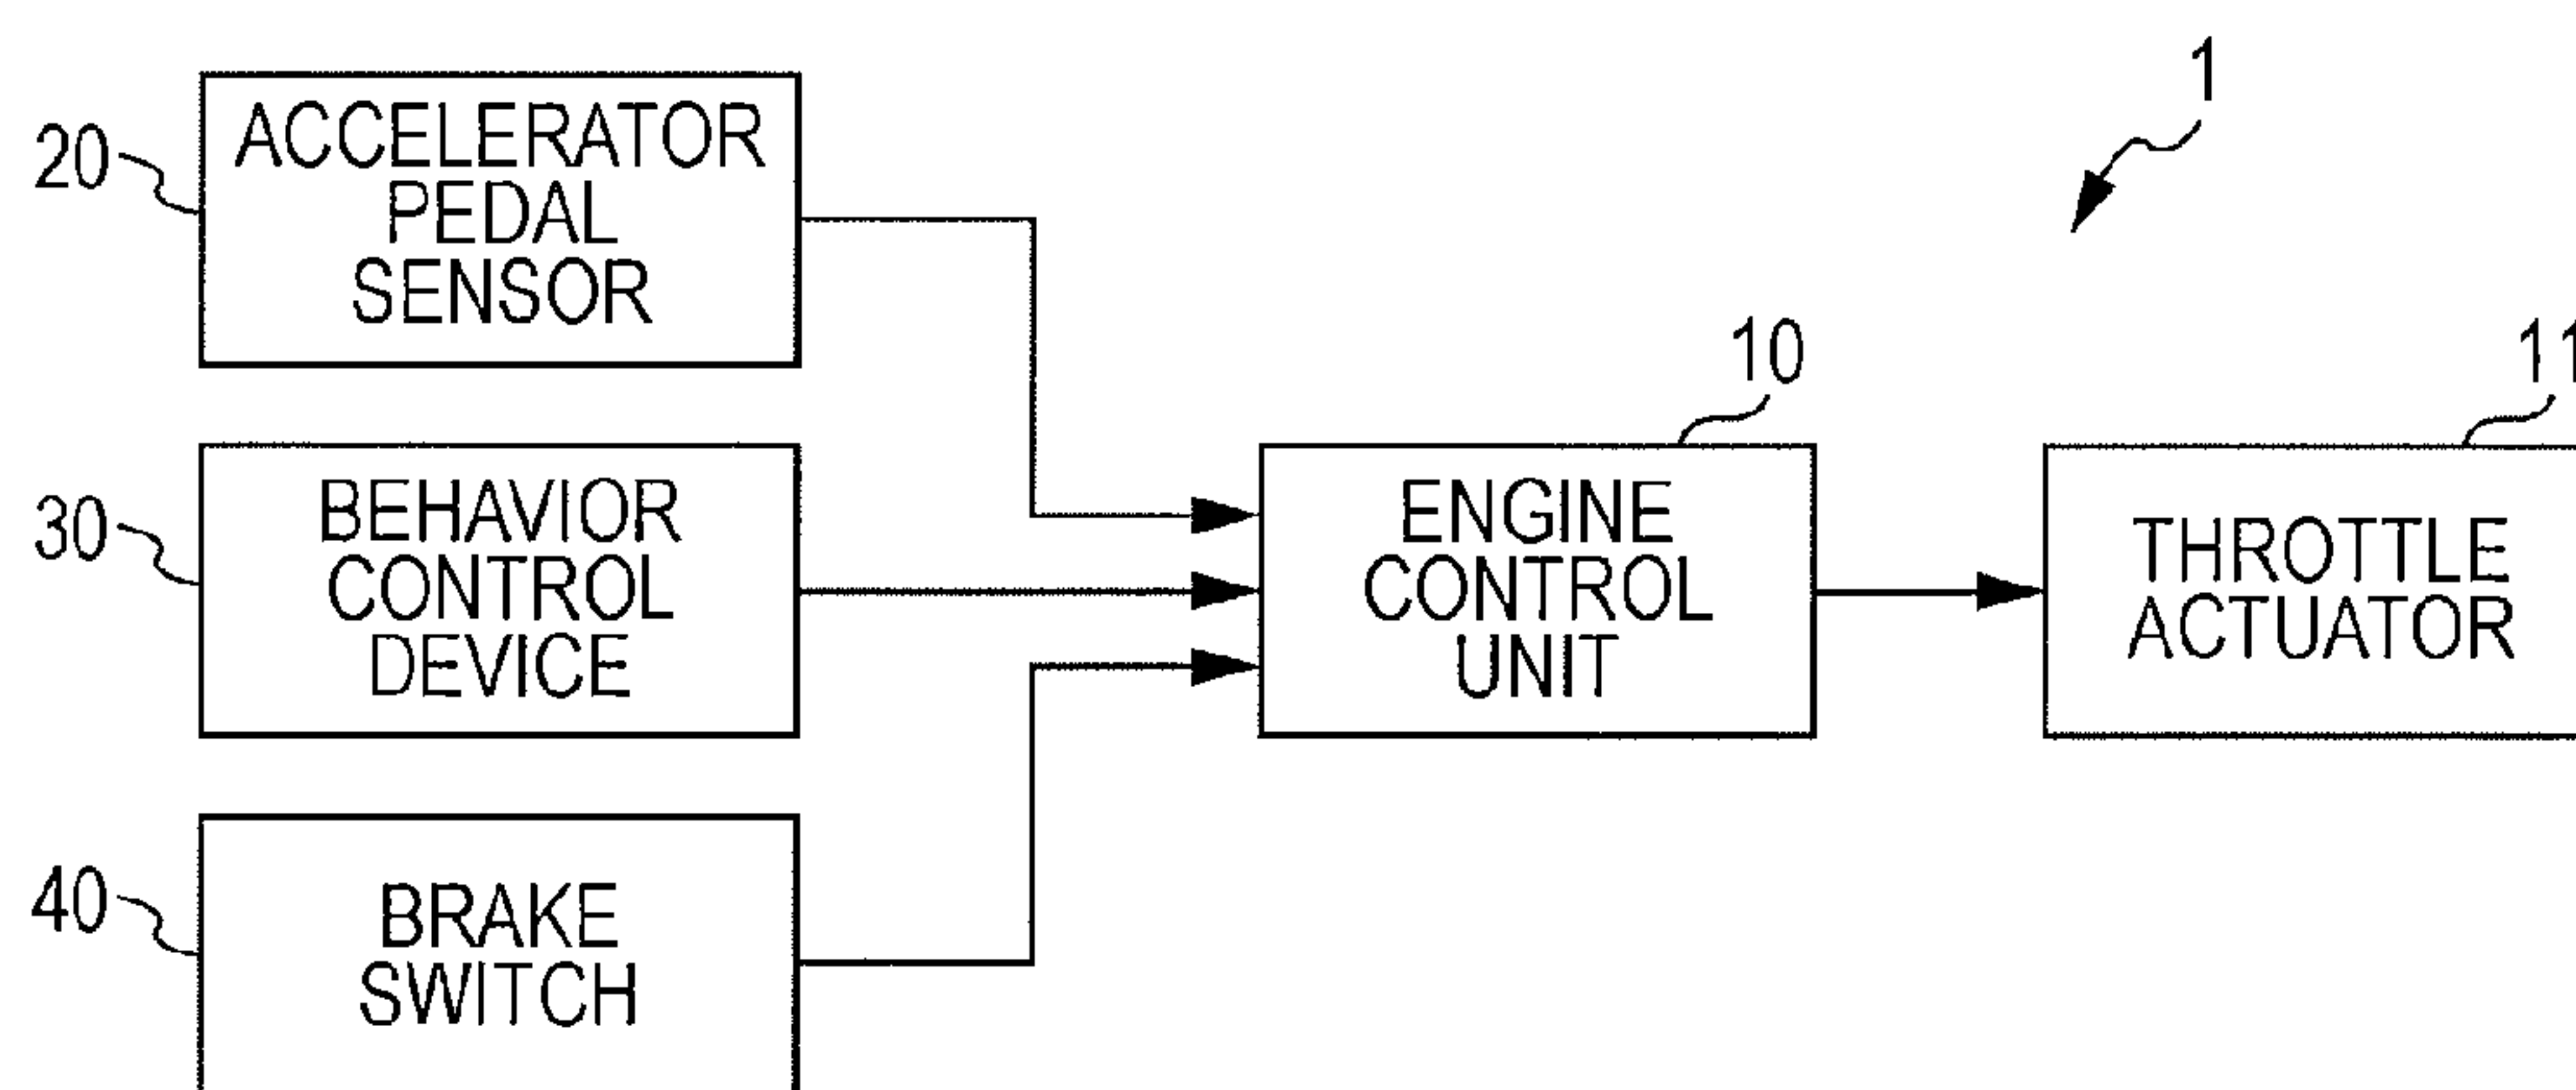 1
20
ACCELERATOR
PEDAL
SENSOR
10
11
30
BEHAVIOR
CONTROL
DEVICE
ENGINE
CONTROL
UNIT
THROTTLE
ACTUATOR
40
BRAKE
SWITCH